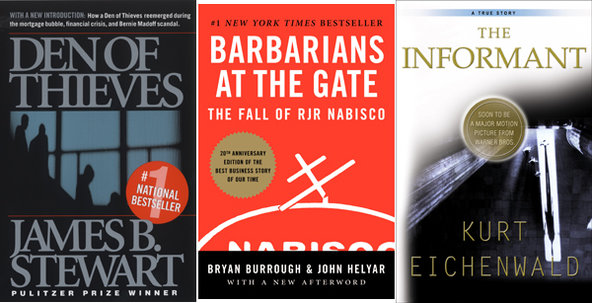 WITH A NEW INTRODUCTION: How a Den of Thieves reemerged during
the mortgage bubble, financial crisis, and Bernie Madoff scandal.
DEN OF
THIEVES
#1
NATIONAL
BESTSELLER
JAMES B.
STEWART
PULITZER PRIZE WINNER
#1 NEW YORK TIMES BESTSELLER
BARBARIANS
AT THE GATE
THE FALL OF RJR NABISCO
20TH ANNIVERSARY
EDITION OF THE
BEST BUSINESS STORY
OF OUR TIME
NABISCO
BRYAN BURROUGH & JOHN HELYAR
WITH A NEW AFTERWORD
A TRUE STORY
THE
INFORMANT
SOON TO BE
A MAJOR MOTION
PICTURE FROM
WARNER BROS.
KURT
EICHENWALD